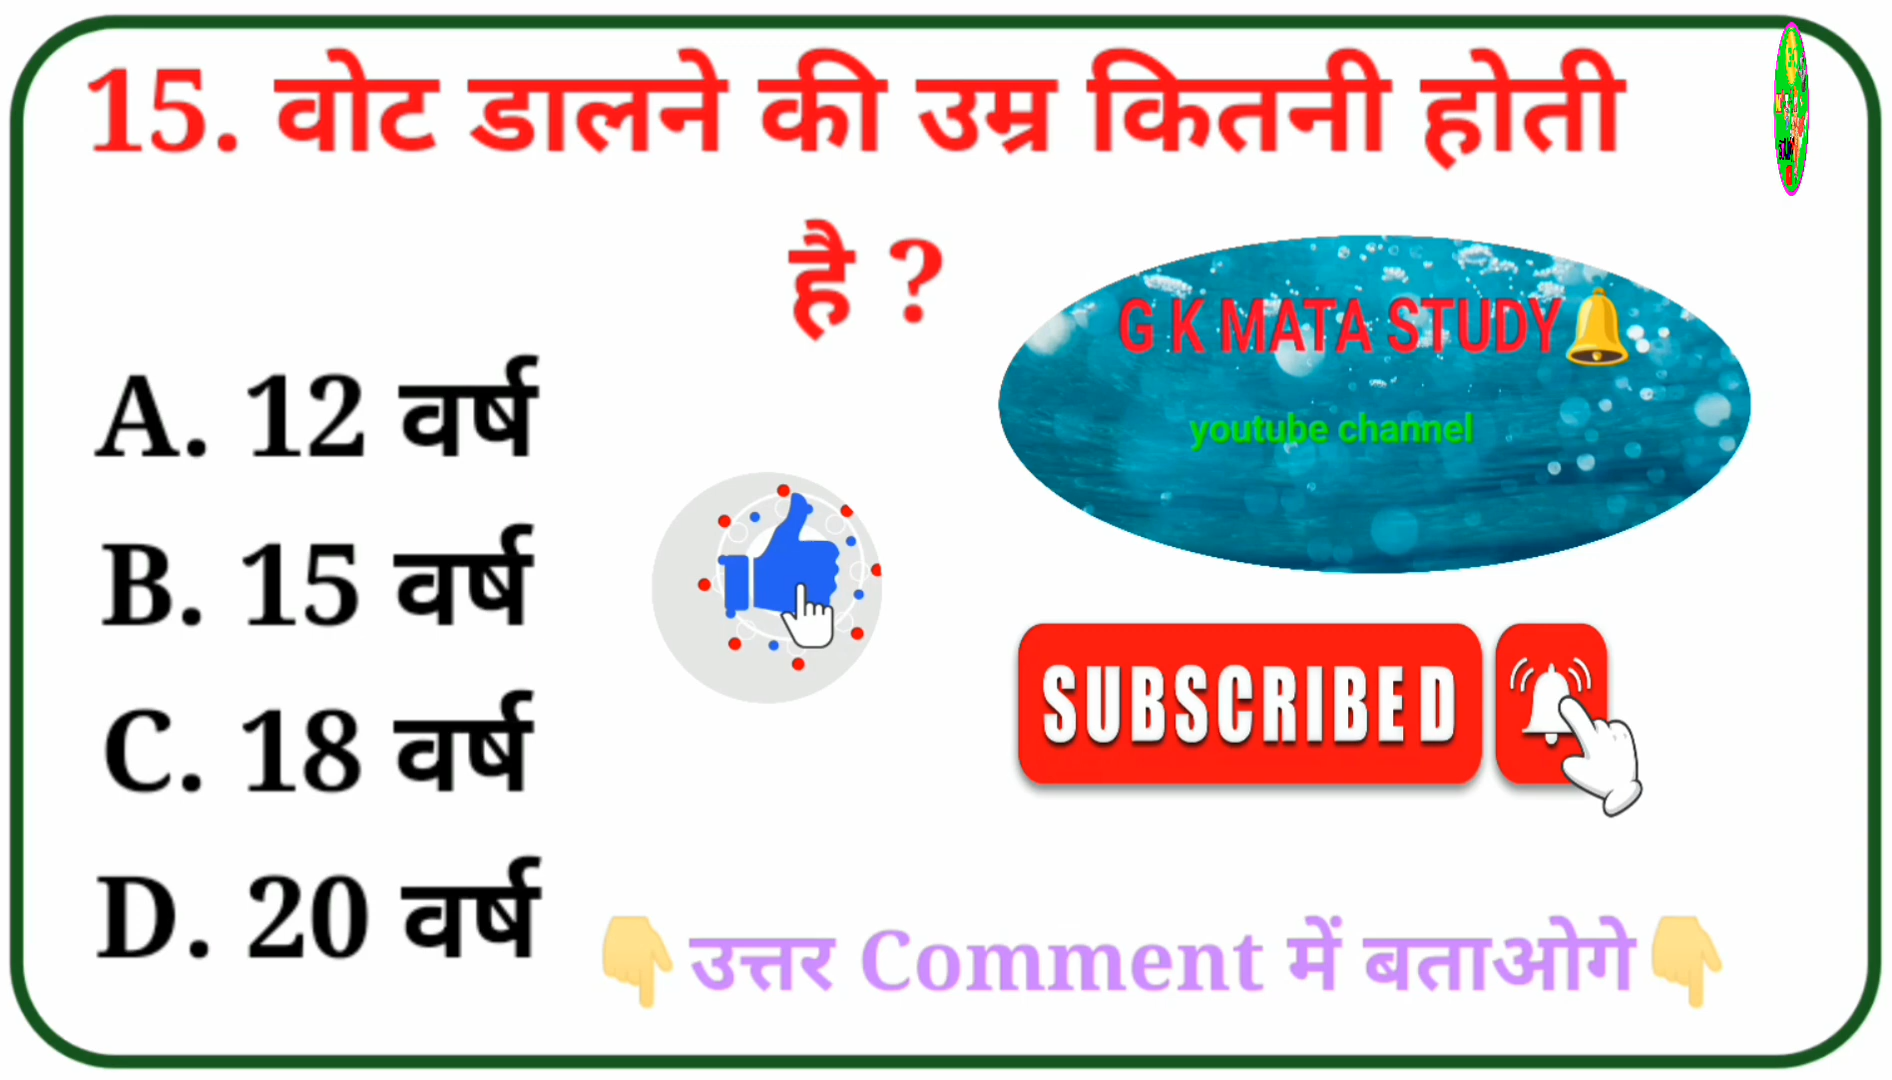 15. वोट डालने की उम्र कितनी होती
है ?
G K MATA STUDY
youtube channel
A. 12 वर्ष
B. 15 वर्ष
C. 18 वर्ष
SUBSCRIBED
D. 20 वर्ष
उत्तर Comment में बताओगे